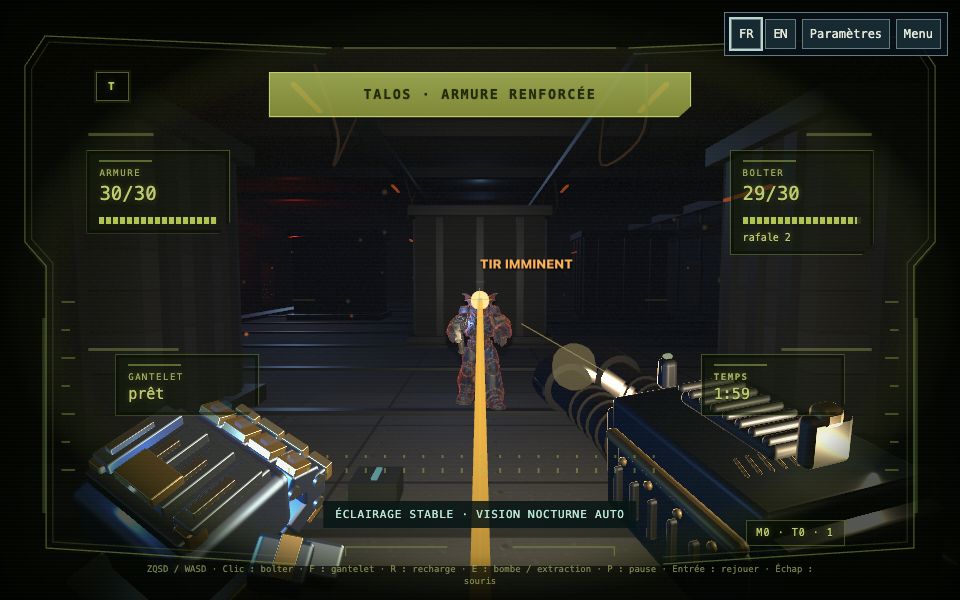 FR EN Paramètres Menu
T
TALOS · ARMURE RENFORCÉE
ARMURE
30/30
BOLTER
29/30
rafale 2
TIR IMMINENT
GANTELET
prêt
TEMPS
1:59
ÉCLAIRAGE STABLE · VISION NOCTURNE AUTO
M0 · T0 · 1
ZQSD / WASD · Clic : bolter · F : gantelet · R : recharge · E : bombe / extraction · P : pause · Entrée : rejouer · Échap :
souris